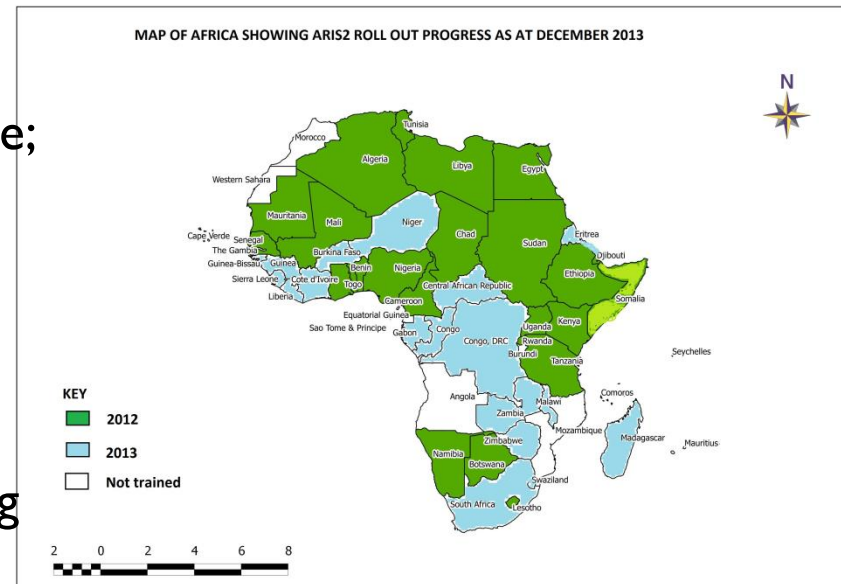 MAP OF AFRICA SHOWING ARIS2 ROLL OUT PROGRESS AS AT DECEMBER 2013
N
e;
Tunisia
Morocco
Algeria
Libya
Egypt
Western Sahara
Mauritania
Mali
Niger
Cape Verde
Senegal
Chad
Sudan
Eritrea
The Gambia
Burkina Faso
Djibouti
Guinea-Bissau
Guinea
Benin
Nigeria
Ethiopia
Sierra Leone
Cote d'Ivoire
Togo
Central African Republic
Liberia
Cameroon
Somalia
Equatorial Guinea
Sao Tome & Principe
Gabon
Congo
Congo, DRC
Uganda
Kenya
Rwanda
Burundi
Tanzania
Seychelles
KEY
2012
2013
Not trained
Angola
Malawi
Comoros
Zambia
Mozambique
Zimbabwe
Madagascar
Mauritius
Namibia
Botswana
Swaziland
South Africa
Lesotho
g
2 0 2 4 6 8